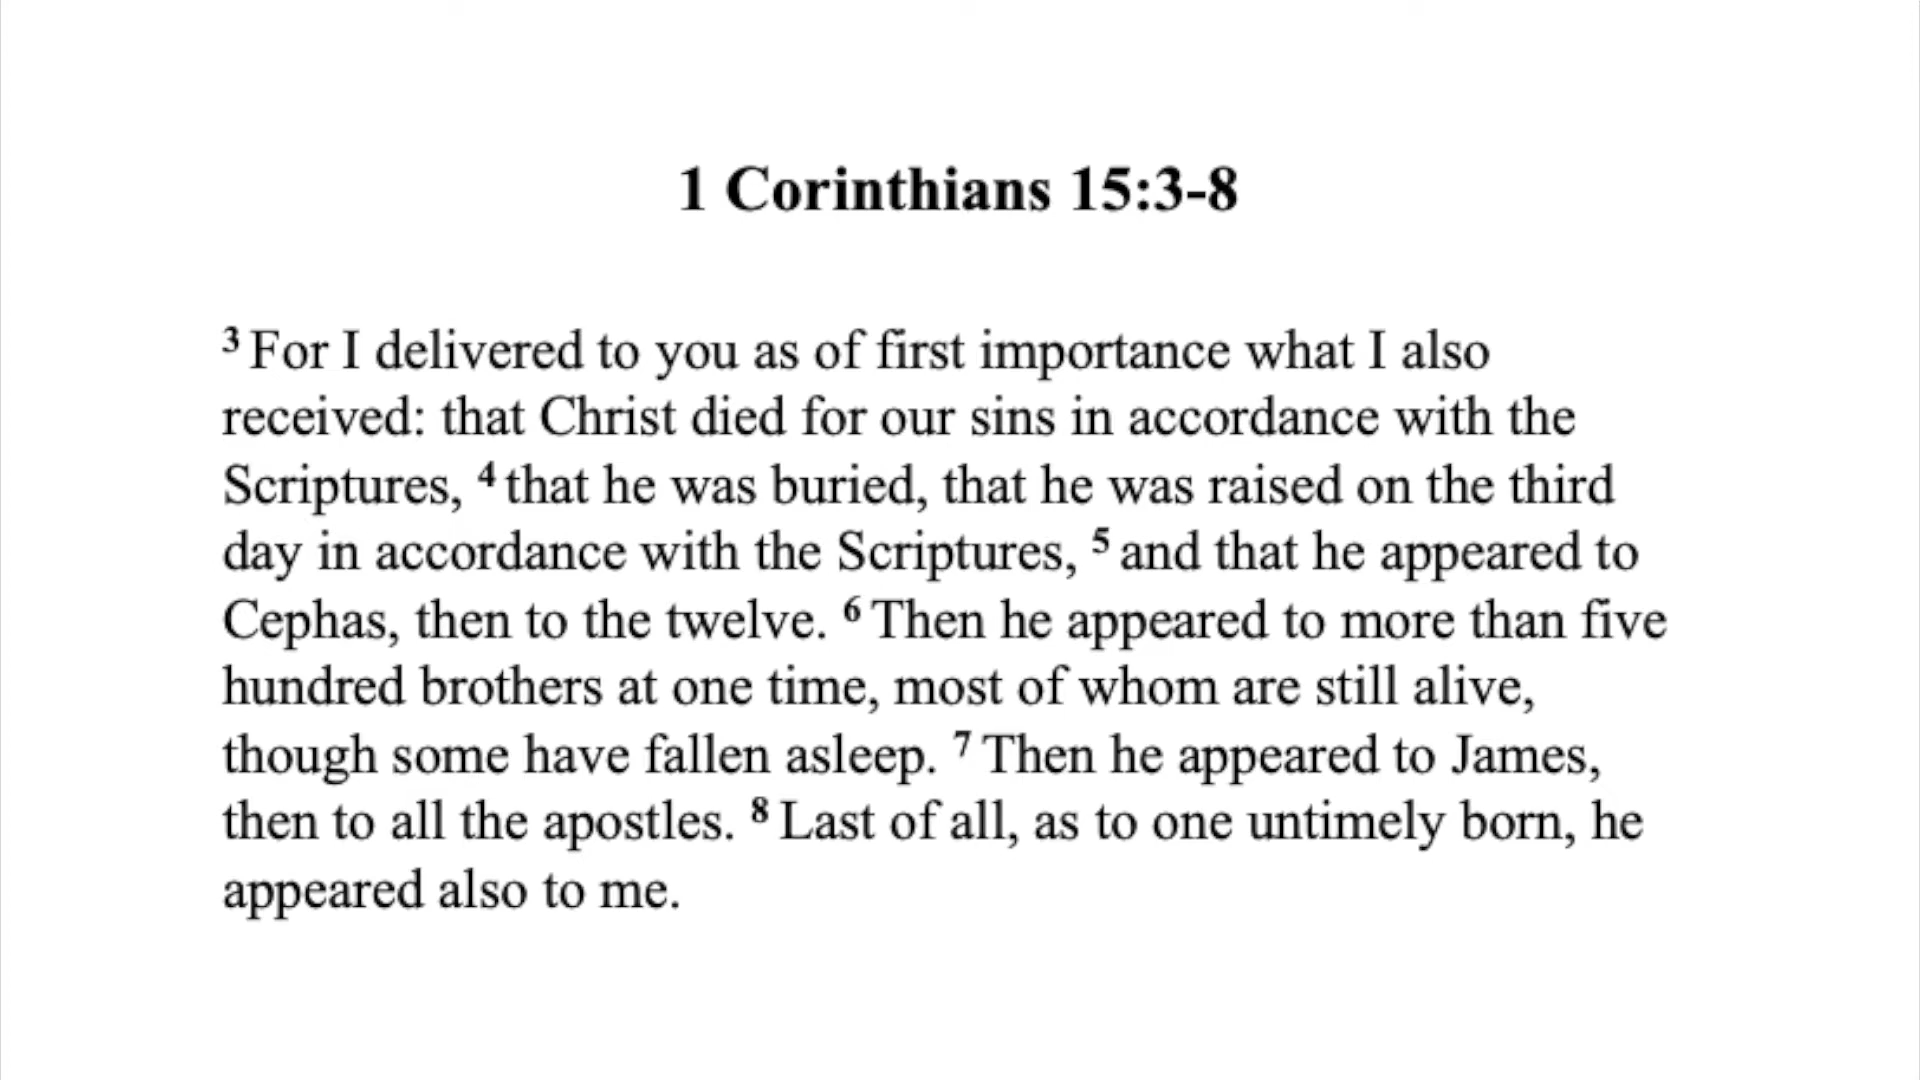 1 Corinthians 15:3-8
3 For I delivered to you as of first importance what I also
received: that Christ died for our sins in accordance with the
Scriptures, 4 that he was buried, that he was raised on the third
day in accordance with the Scriptures, 5 and that he appeared to
Cephas, then to the twelve. 6 Then he appeared to more than five
hundred brothers at one time, most of whom are still alive,
though some have fallen asleep. 7 Then he appeared to James,
then to all the apostles. 8 Last of all, as to one untimely born, he
appeared also to me.